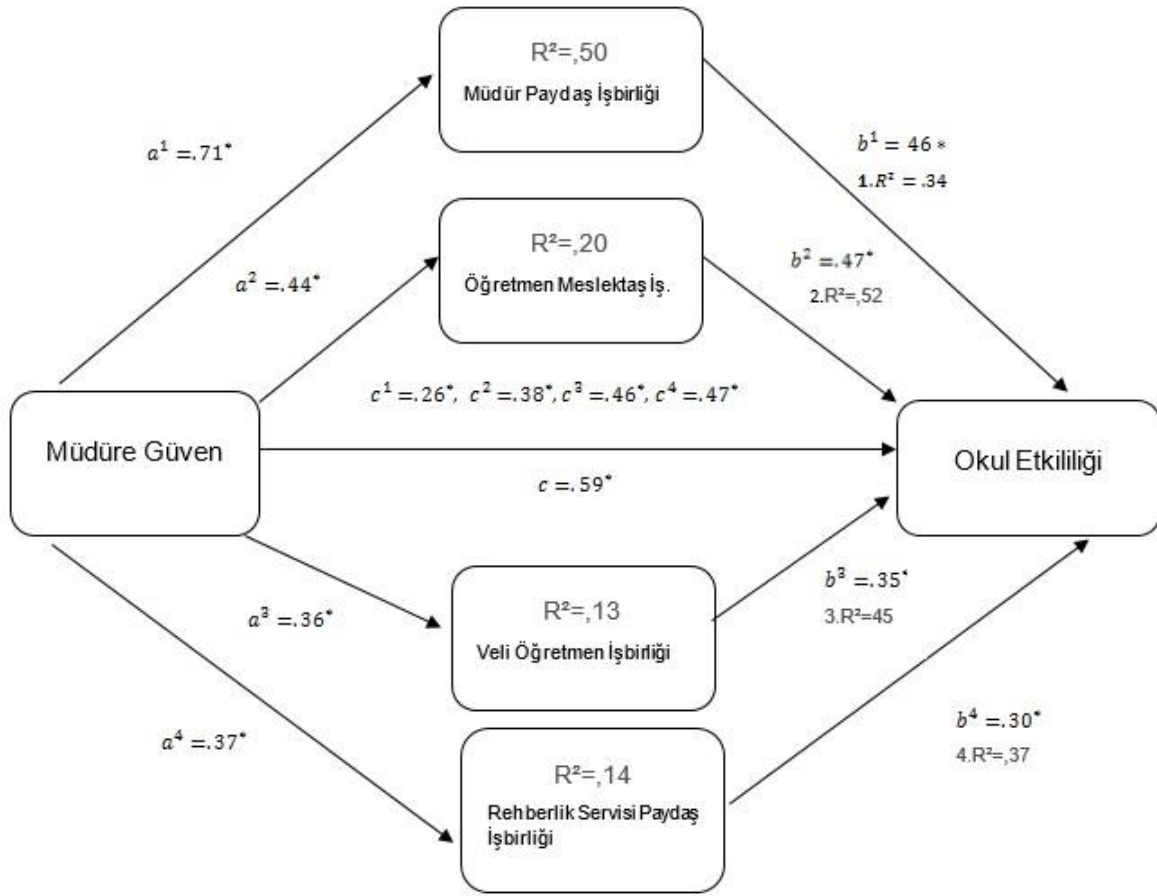 R²=,50
Müdür Paydaş İşbirliği
a¹ =.71*
b¹ = 46 *
1.R² = .34
R²=,20
Öğretmen Meslektaş İş.
a² =.44*
b² =.47*
2.R²=,52
c¹ =.26*, c² =.38*, c³ =.46*, c⁴ =.47*
Müdüre Güven
Okul Etkililiği
c =.59*
R²=,13
Veli Öğretmen İşbirliği
a³ =.36*
b³ =.35*
3.R²=45
a⁴ =.37*
b⁴ =.30*
4.R²=,37
R²=,14
Rehberlik Servisi Paydaş
İşbirliği